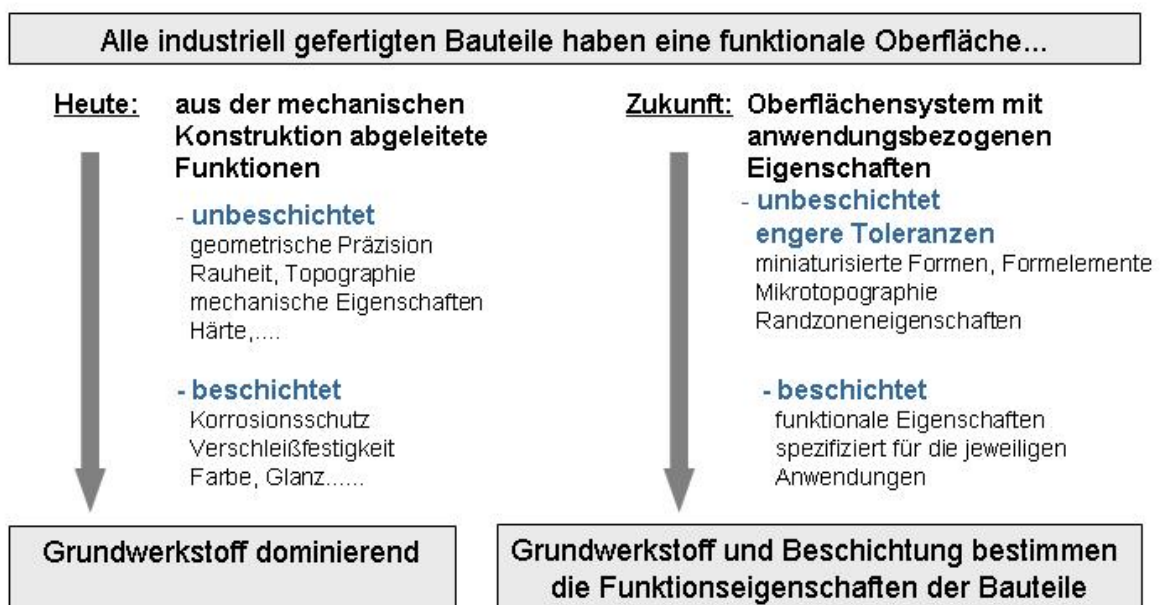 Alle industriell gefertigten Bauteile haben eine funktionale Oberfläche...
Heute: aus der mechanischen
Konstruktion abgeleitete
Funktionen
- unbeschichtet
geometrische Präzision
Rauheit, Topographie
mechanische Eigenschaften
Härte,....
- beschichtet
Korrosionsschutz
Verschleißfestigkeit
Farbe, Glanz......
Grundwerkstoff dominierend
Zukunft: Oberflächensystem mit
anwendungsbezogenen
Eigenschaften
- unbeschichtet
engere Toleranzen
miniaturisierte Formen, Formelemente
Mikrotopographie
Randzoneneigenschaften
- beschichtet
funktionale Eigenschaften
spezifiziert für die jeweiligen
Anwendungen
Grundwerkstoff und Beschichtung bestimmen
die Funktionseigenschaften der Bauteile